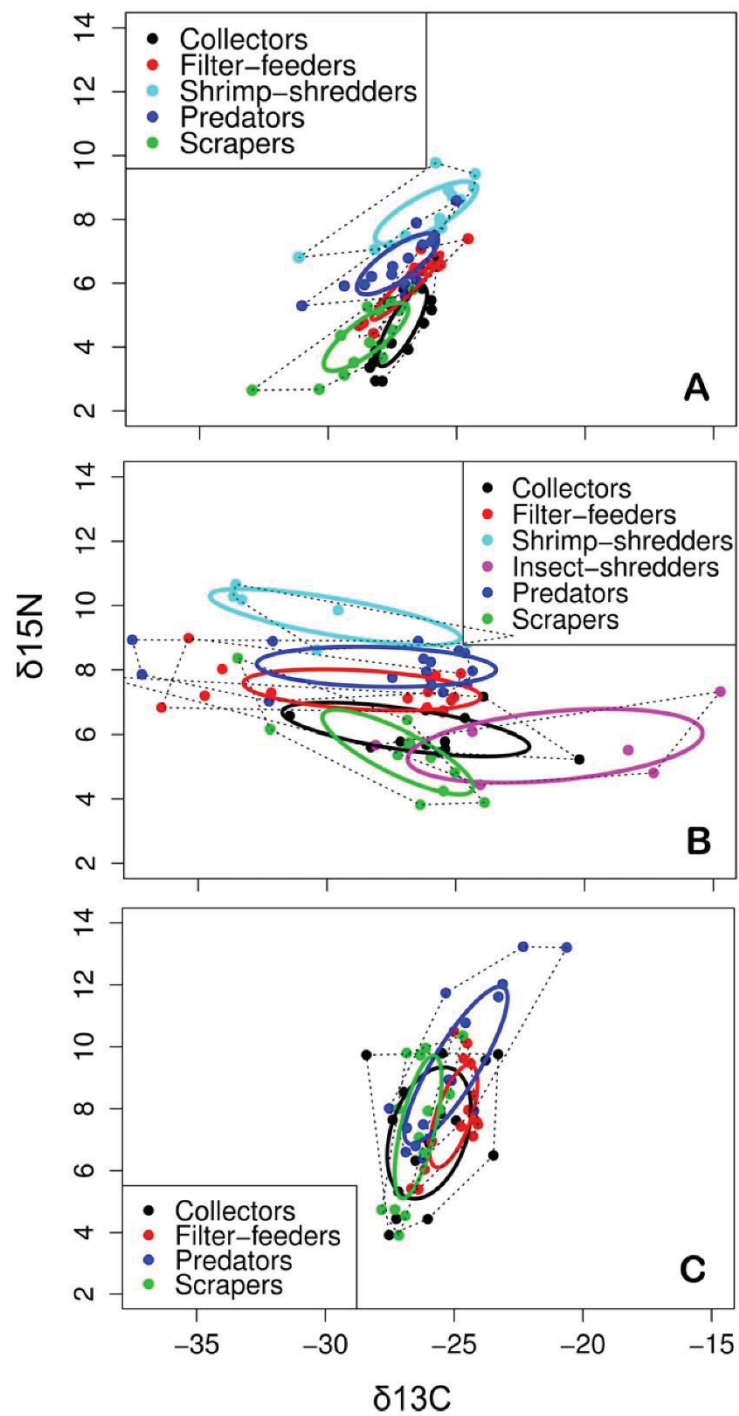 14
12
10
8
6
4
2
Collectors
Filter−feeders
Shrimp−shredders
Predators
Scrapers
A
δ15N
14
12
10
8
6
4
2
Collectors
Filter−feeders
Shrimp−shredders
Insect−shredders
Predators
Scrapers
B
14
12
10
8
6
4
2
Collectors
Filter−feeders
Predators
Scrapers
C
−35 −30 −25 −20 −15
δ13C